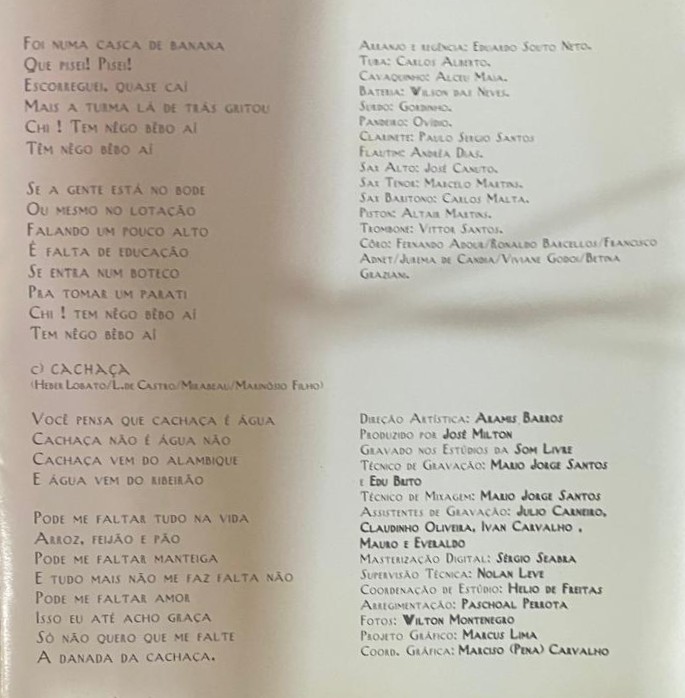 Foi numa casca de banana
Que pisei! Pisei!
Escorreguei, quase caí
Mais a turma lá de trás gritou
Chi ! Tem nêgo bêbo aí
Têm nêgo bêbo aí
Se a gente está no bode
Ou mesmo no lotação
Falando um pouco alto
É falta de educação
Se entra num boteco
Pra tomar um parati
Chi ! tem nêgo bêbo aí
Tem nêgo bêbo aí
c) CACHAÇA
(Heber Lobato/L.de Castro/Mirabeau/Marinósio Filho)
Você pensa que cachaça é água
Cachaça não é água não
Cachaça vem do alambique
E água vem do ribeirão
Pode me faltar tudo na vida
Arroz, feijão e pão
Pode me faltar manteiga
E tudo mais não me faz falta não
Pode me faltar amor
Isso eu até acho graça
Só não quero que me falte
A danada da cachaça.
Arranjo e regência: Eduardo Souto Neto.
Tuba: Carlos Alberto.
Cavaquinho: Alceu Maia.
Bateria: Wilson das Neves.
Surdo: Gordinho.
Pandeiro: Ovídio.
Clarinete: Paulo Sergio Santos
Flautim: Andréa Dias.
Sax Alto: José Canuto.
Sax Tenor: Marcelo Martins.
Sax Barítono: Carlos Malta.
Piston: Altair Martins.
Trombone: Vittor Santos.
Côro: Fernando Adour/Ronaldo Barcellos/Francisco
Adnet/Jurema de Candia/Viviane Godoi/Betina
Graziani.
Direção Artística: Aramis Barros
Produzido por José Milton
Gravado nos Estúdios da Som Livre
Técnico de Gravação: Mario Jorge Santos
e Edu Brito
Técnico de Mixagem: Mario Jorge Santos
Assistentes de Gravação: Julio Carneiro,
Claudinho Oliveira, Ivan Carvalho ,
Mauro e Everaldo
Masterização Digital: Sérgio Seabra
Supervisão Técnica: Nolan Leve
Coordenação de Estúdio: Helio de Freitas
Arregimentação: Paschoal Perrota
Fotos: Wilton Montenegro
Projeto Gráfico: Marcus Lima
Coord. Gráfica: Marciso (Pena) Carvalho